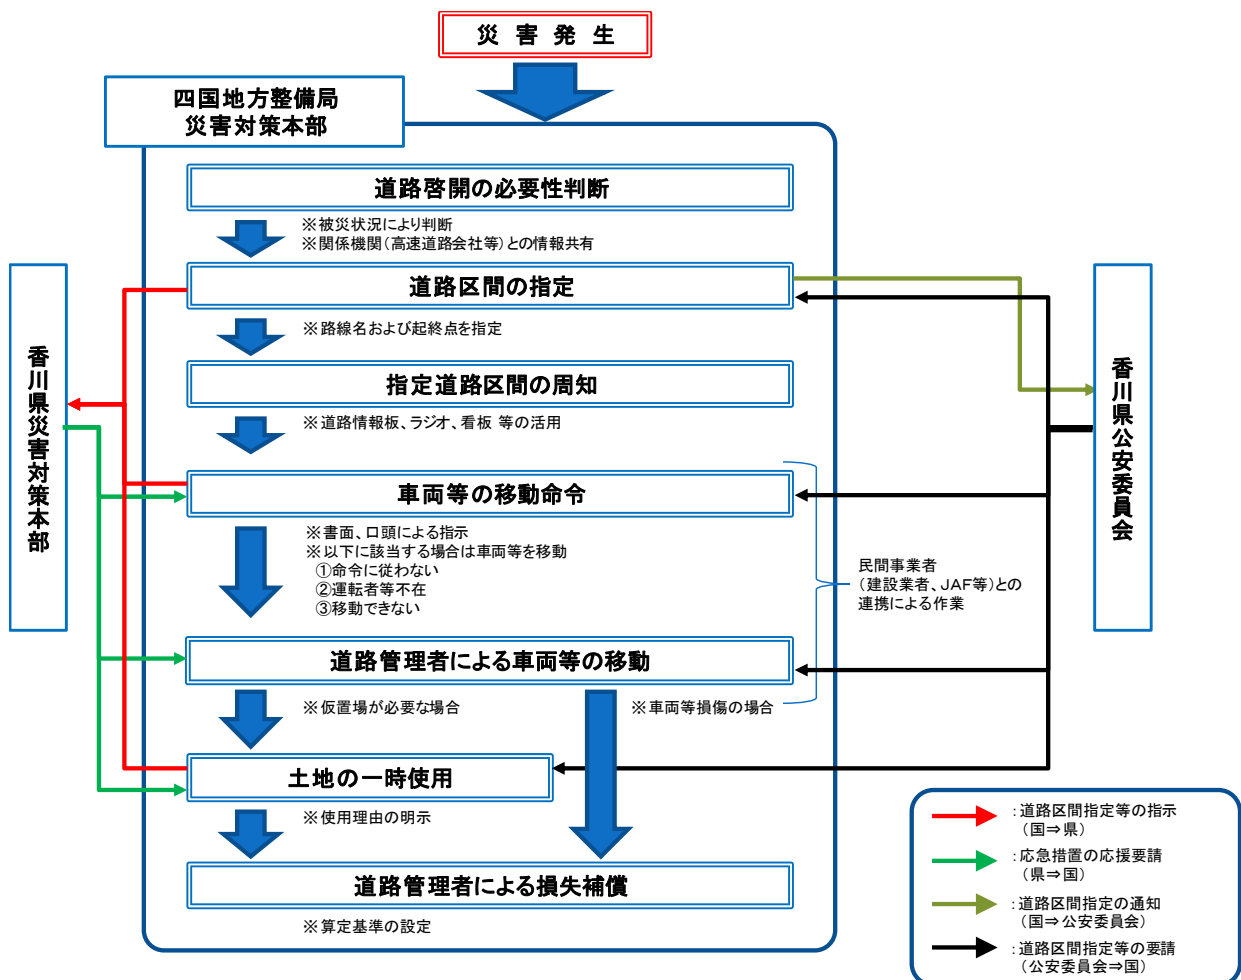 災 害 発 生
四国地方整備局
災害対策本部
道路啓開の必要性判断
※被災状況により判断
※関係機関（高速道路会社等）との情報共有
道路区間の指定
※路線名および起終点を指定
指定道路区間の周知
※道路情報板、ラジオ、看板 等の活用
車両等の移動命令
※書面、口頭による指示
※以下に該当する場合は車両等を移動
①命令に従わない
②運転者等不在
③移動できない
民間事業者
（建設業者、ＪＡＦ等）との
連携による作業
道路管理者による車両等の移動
※仮置場が必要な場合
※車両等損傷の場合
土地の一時使用
※使用理由の明示
道路管理者による損失補償
※算定基準の設定
香川県災害対策本部
香川県公安委員会
：道路区間指定等の指示
（国⇒県）
：応急措置の応援要請
（県⇒国）
：道路区間指定の通知
（国⇒公安委員会）
：道路区間指定等の要請
（公安委員会⇒国）